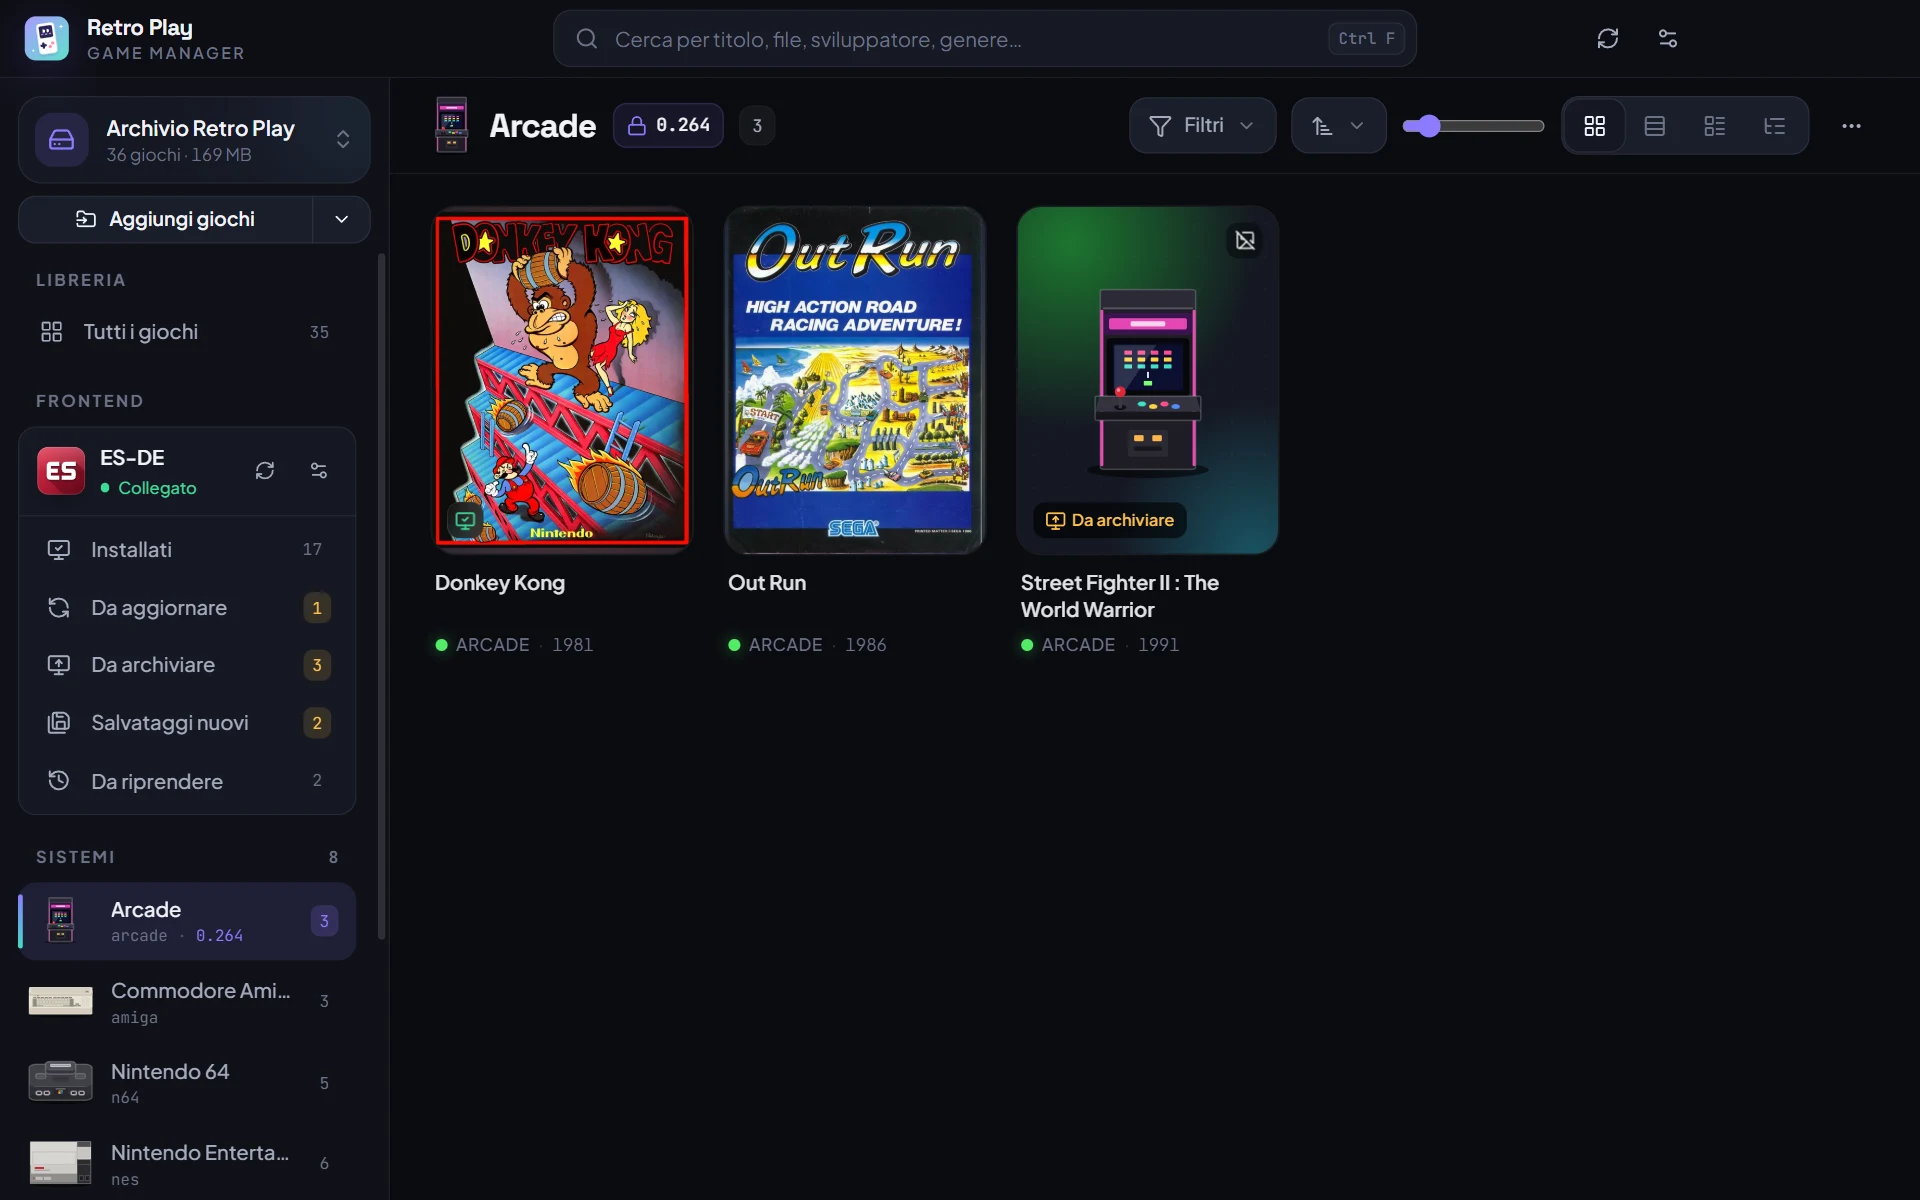 Retro Play
GAME MANAGER
Cerca per titolo, file, sviluppatore, genere…
Ctrl F
Archivio Retro Play
36 giochi · 169 MB
Aggiungi giochi
LIBRERIA
Tutti i giochi 35
FRONTEND
ES
ES-DE
Collegato
Installati 17
Da aggiornare 1
Da archiviare 3
Salvataggi nuovi 2
Da riprendere 2
SISTEMI 8
Arcade
arcade · 0.264
3
Commodore Ami…
amiga
3
Nintendo 64
n64
5
Nintendo Enterta…
nes
6
Arcade
0.264
3
Filtri
DONKEY KONG
Nintendo
Donkey Kong
ARCADE · 1981
Out Run
HIGH ACTION ROAD
RACING ADVENTURE!
START
Out Run
SEGA
Out Run
ARCADE · 1986
Da archiviare
Street Fighter II : The
World Warrior
ARCADE · 1991